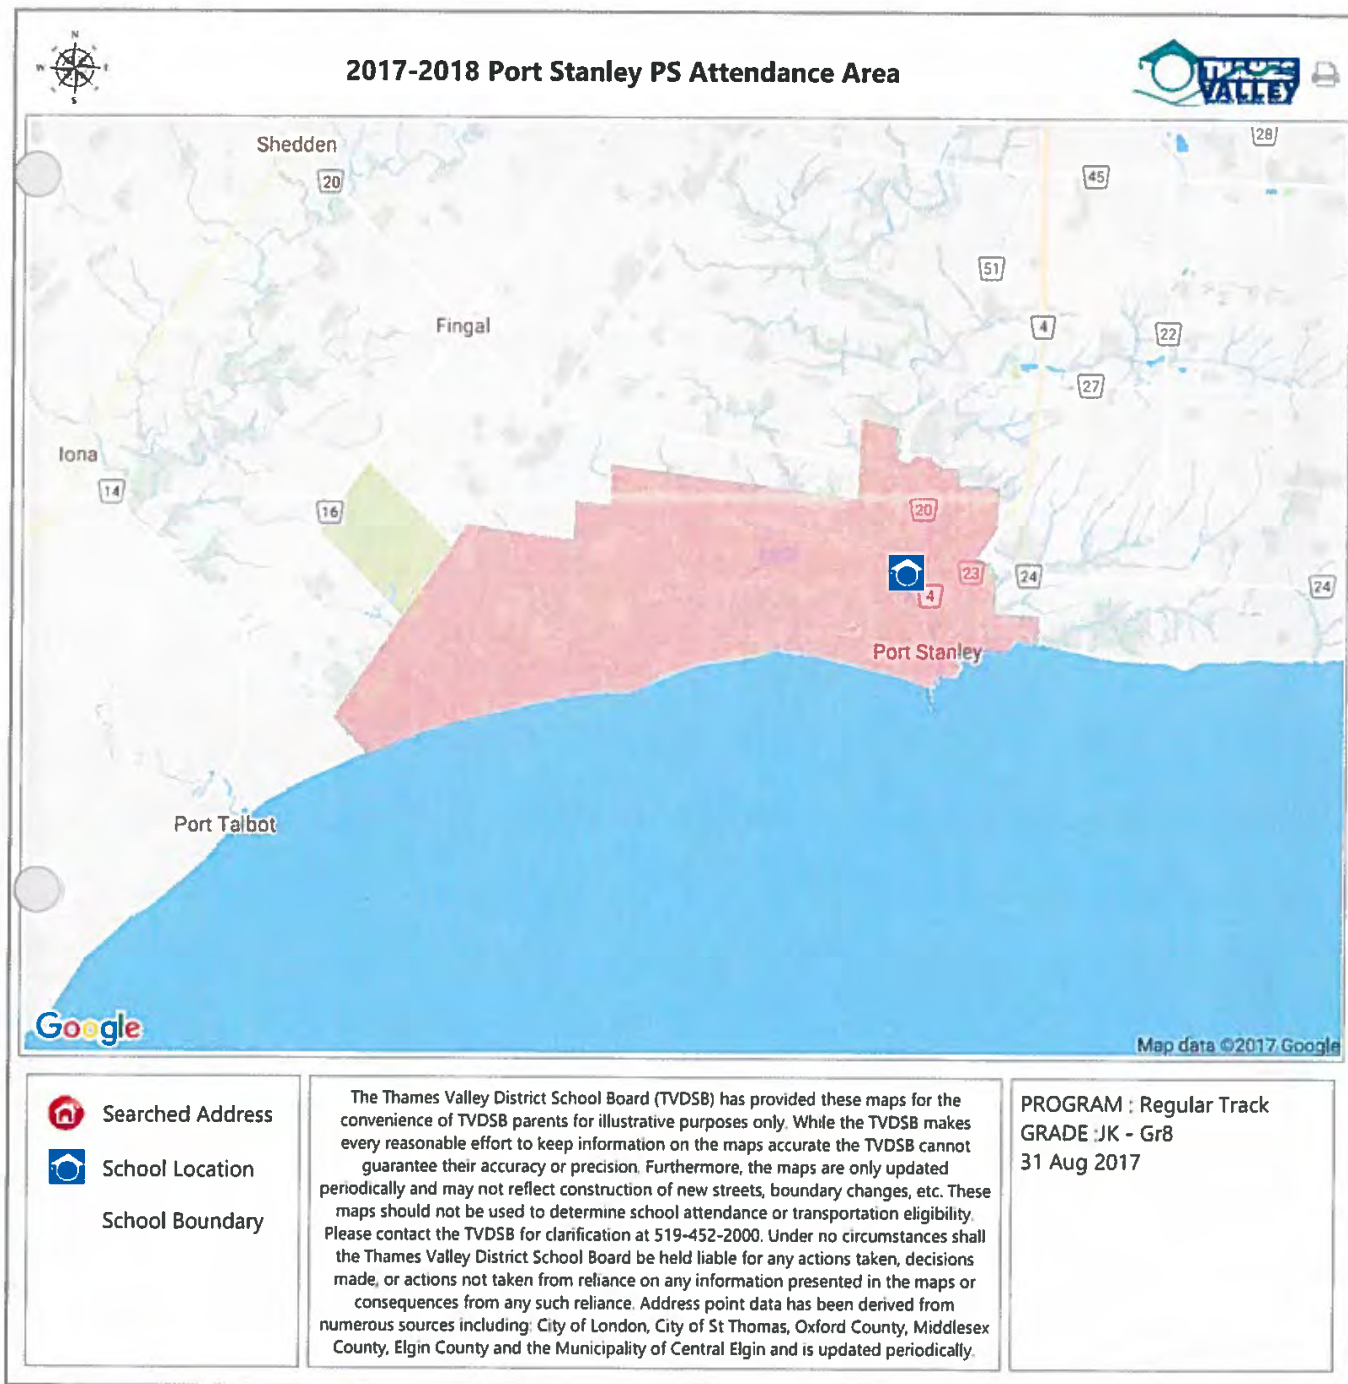 N
W
S
2017-2018 Port Stanley PS Attendance Area
THAMES
VALLEY
Shedden
20
28
45
51
Fingal
4
22
27
Iona
14
16
20
23
24
24
4
Port Stanley
Port Talbot
Google
Map data ©2017 Google
Searched Address
School Location
School Boundary
The Thames Valley District School Board (TVDSB) has provided these maps for the
convenience of TVDSB parents for illustrative purposes only. While the TVDSB makes
every reasonable effort to keep information on the maps accurate the TVDSB cannot
guarantee their accuracy or precision. Furthermore, the maps are only updated
periodically and may not reflect construction of new streets, boundary changes, etc. These
maps should not be used to determine school attendance or transportation eligibility.
Please contact the TVDSB for clarification at 519-452-2000. Under no circumstances shall
the Thames Valley District School Board be held liable for any actions taken, decisions
made, or actions not taken from reliance on any information presented in the maps or
consequences from any such reliance. Address point data has been derived from
numerous sources including: City of London, City of St Thomas, Oxford County, Middlesex
County, Elgin County and the Municipality of Central Elgin and is updated periodically.
PROGRAM : Regular Track
GRADE :JK - Gr8
31 Aug 2017